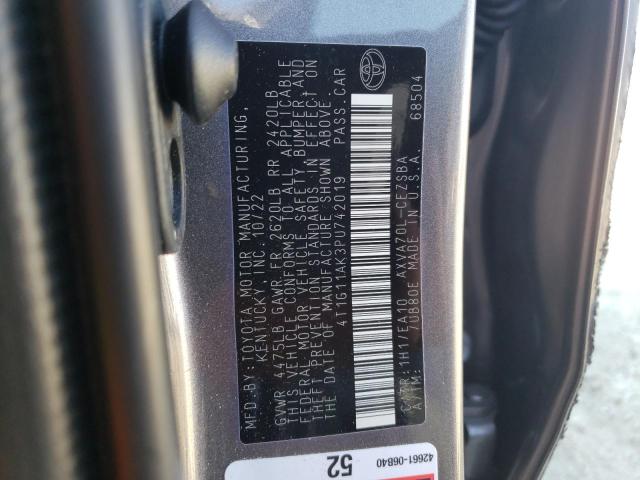 MFD.BY:TOYOTA MOTOR MANUFACTURING,
KENTUCKY, INC. 10/22
GVWR 4475LB GAWR FR 2620LB RR 2420LB
THIS VEHICLE CONFORMS TO ALL APPLICABLE
FEDERAL MOTOR VEHICLE SAFETY BUMPER, AND
THEFT PREVENTION STANDARDS IN EFFECT ON
THE DATE OF MANUFACTURE SHOWN ABOVE.
4T1G11AK3PU742019 PASS.CAR
C/TR: 1H1/EA10 AXVA70L-CEZSBA
A/TM: /UB80E MADE IN U.S.A. 68504
42661-06B40
52